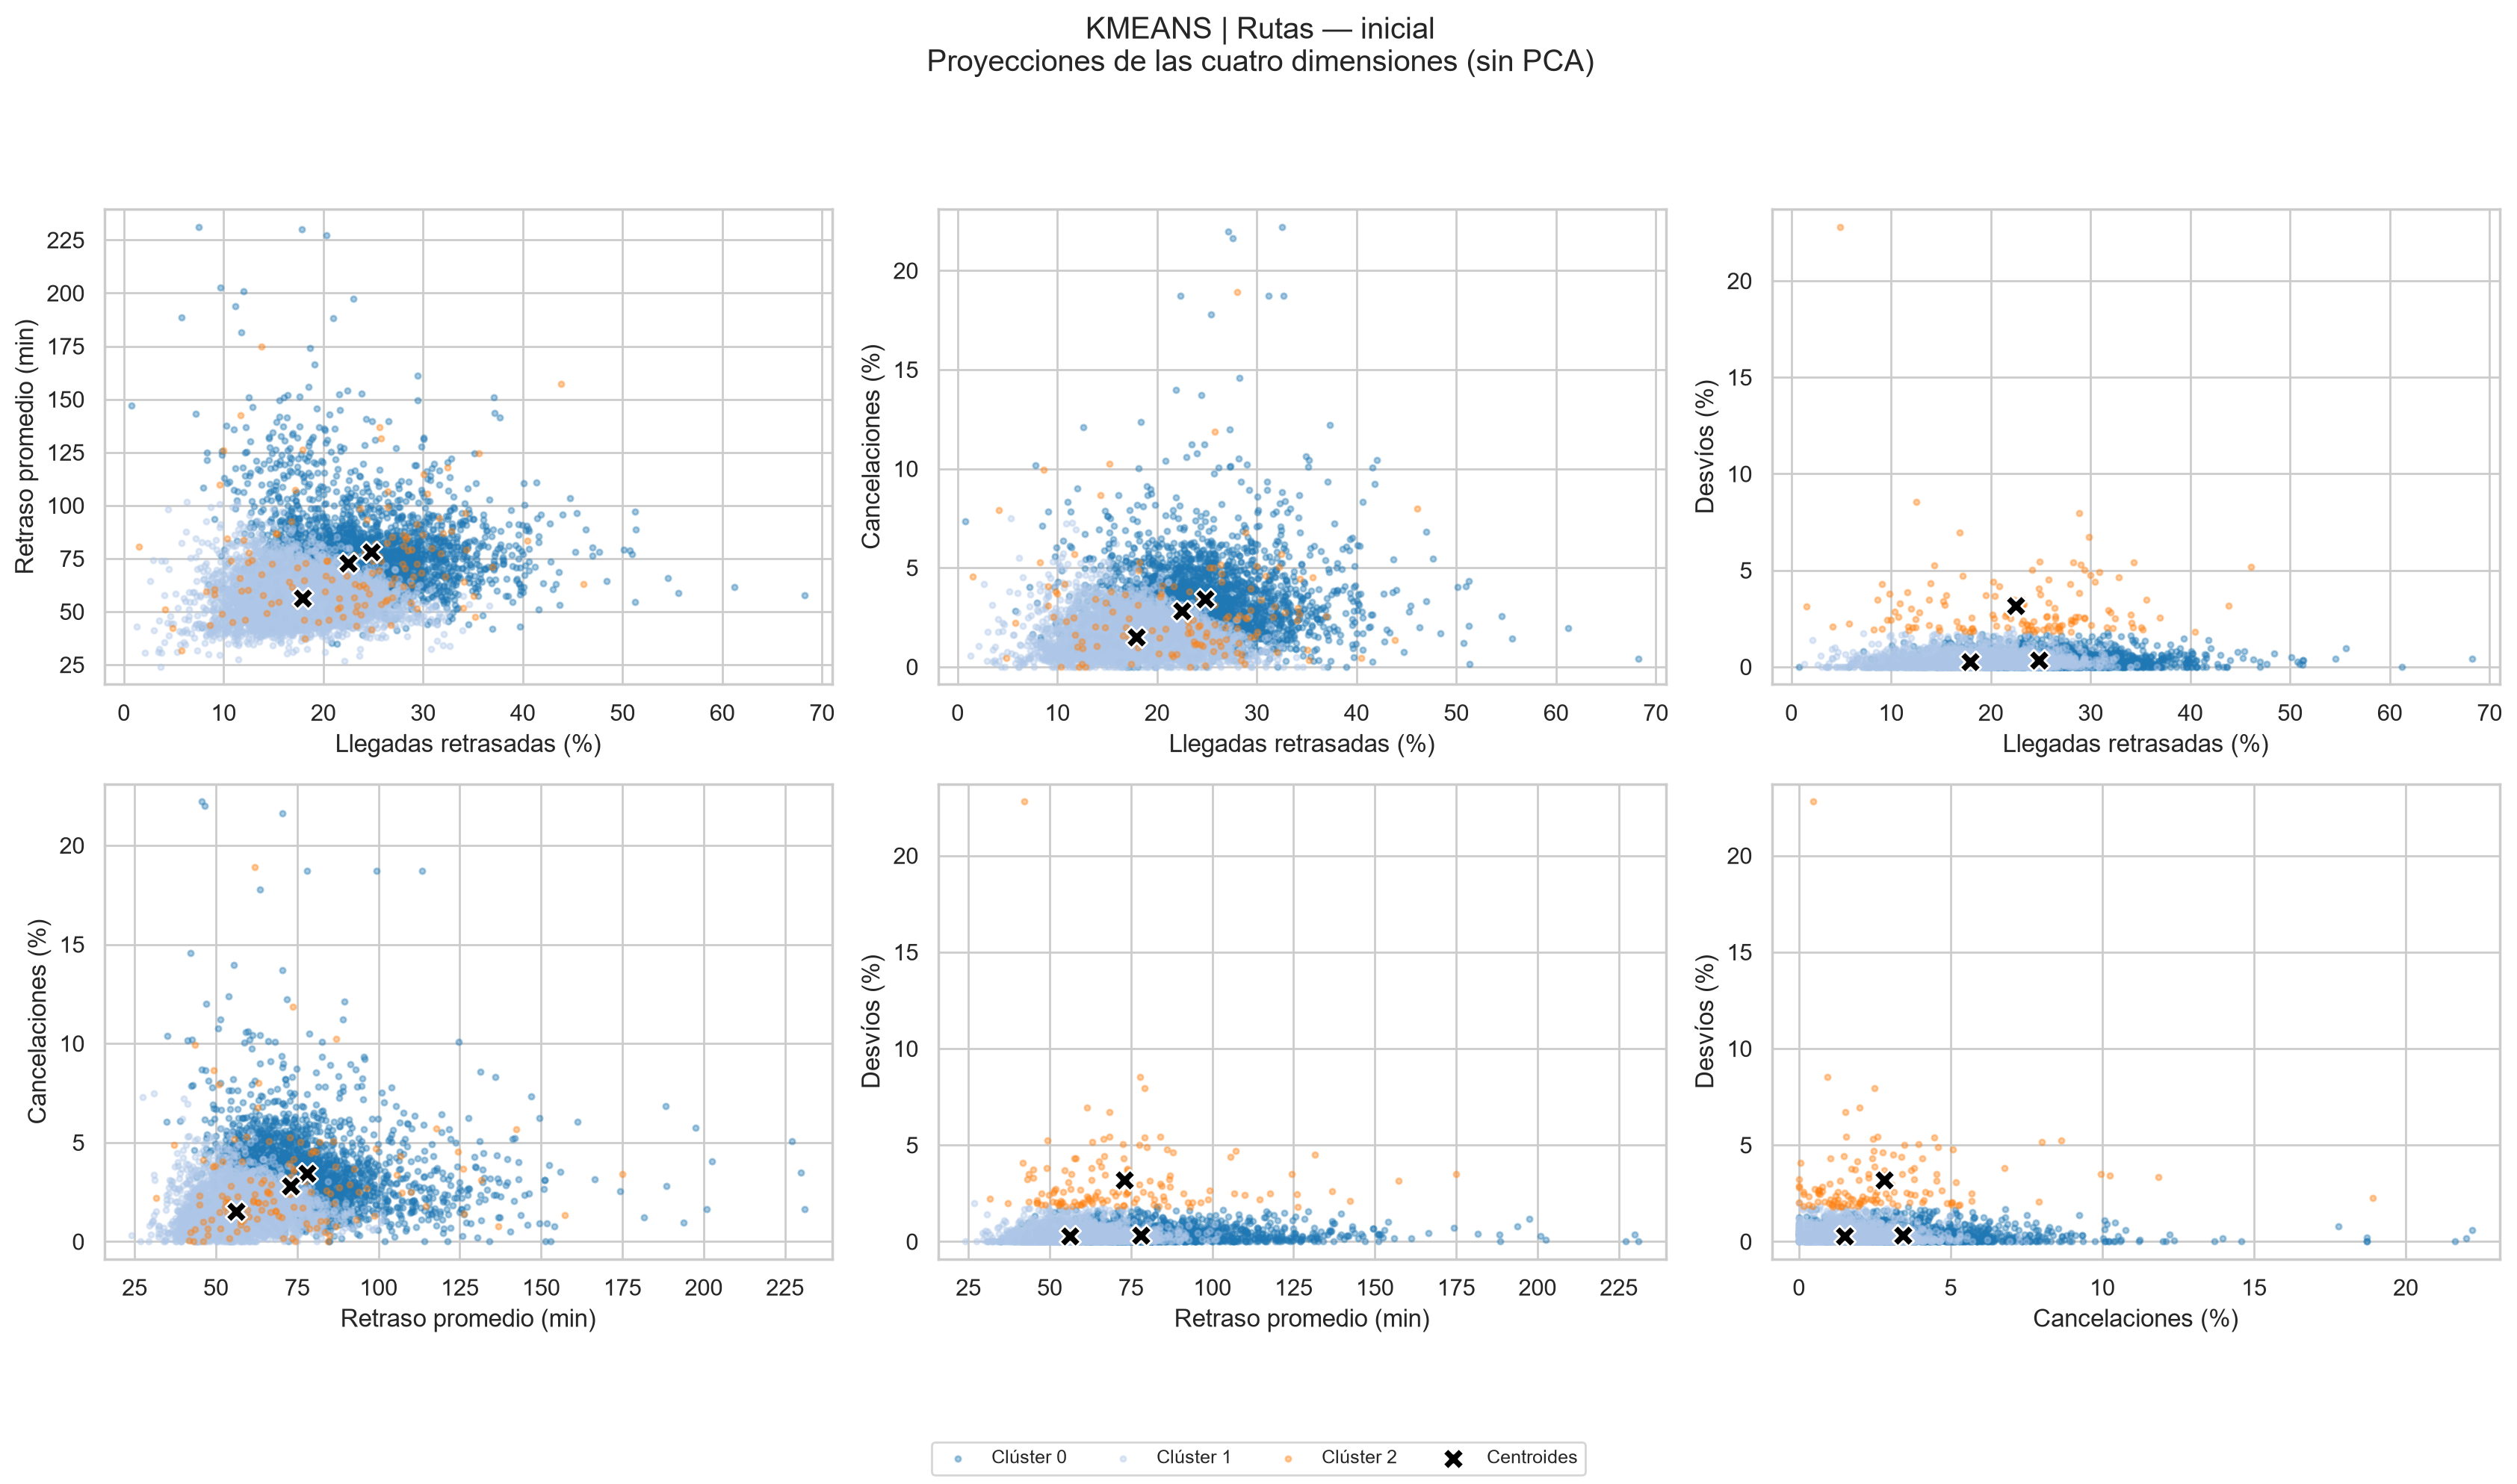 KMEANS | Rutas — inicial
Proyecciones de las cuatro dimensiones (sin PCA)
Retraso promedio (min)
225
200
175
150
125
100
75
50
25
0 10 20 30 40 50 60 70
Llegadas retrasadas (%)
Cancelaciones (%)
20
15
10
5
0
0 10 20 30 40 50 60 70
Llegadas retrasadas (%)
Desvíos (%)
20
15
10
5
0
0 10 20 30 40 50 60 70
Llegadas retrasadas (%)
Cancelaciones (%)
20
15
10
5
0
25 50 75 100 125 150 175 200 225
Retraso promedio (min)
Desvíos (%)
20
15
10
5
0
25 50 75 100 125 150 175 200 225
Retraso promedio (min)
Desvíos (%)
20
15
10
5
0
0 5 10 15 20
Cancelaciones (%)
Clúster 0 Clúster 1 Clúster 2 Centroides